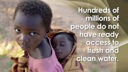 Hundreds of
millions of
people do not
have ready
access to
fresh and
clean water.